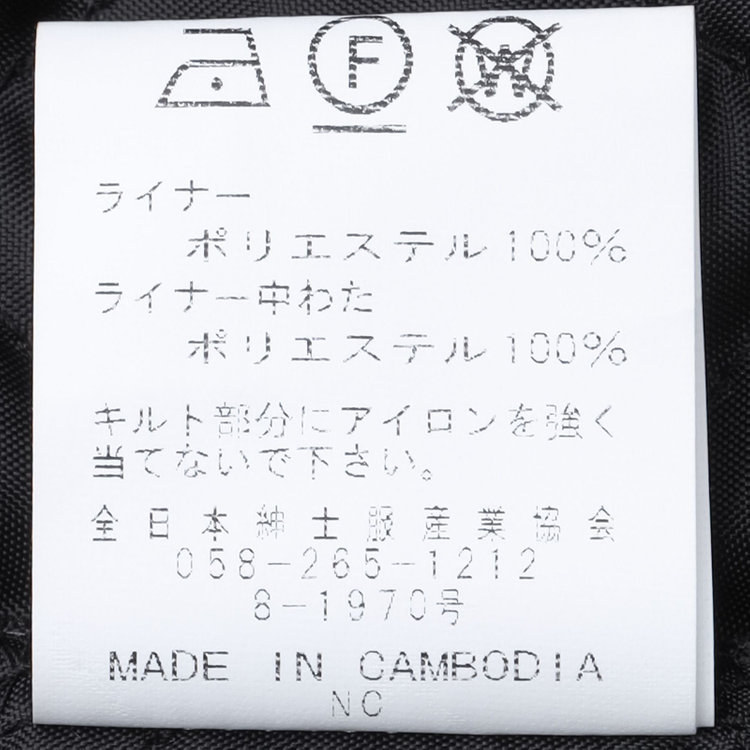 F W
ライナー
ポリエステル100%
ライナー中わた
ポリエステル100%
キルト部分にアイロンを強く
当てないで下さい。
全日本紳士服産業協会
058-265-1212
8-1970号
MADE IN CAMBODIA
NC